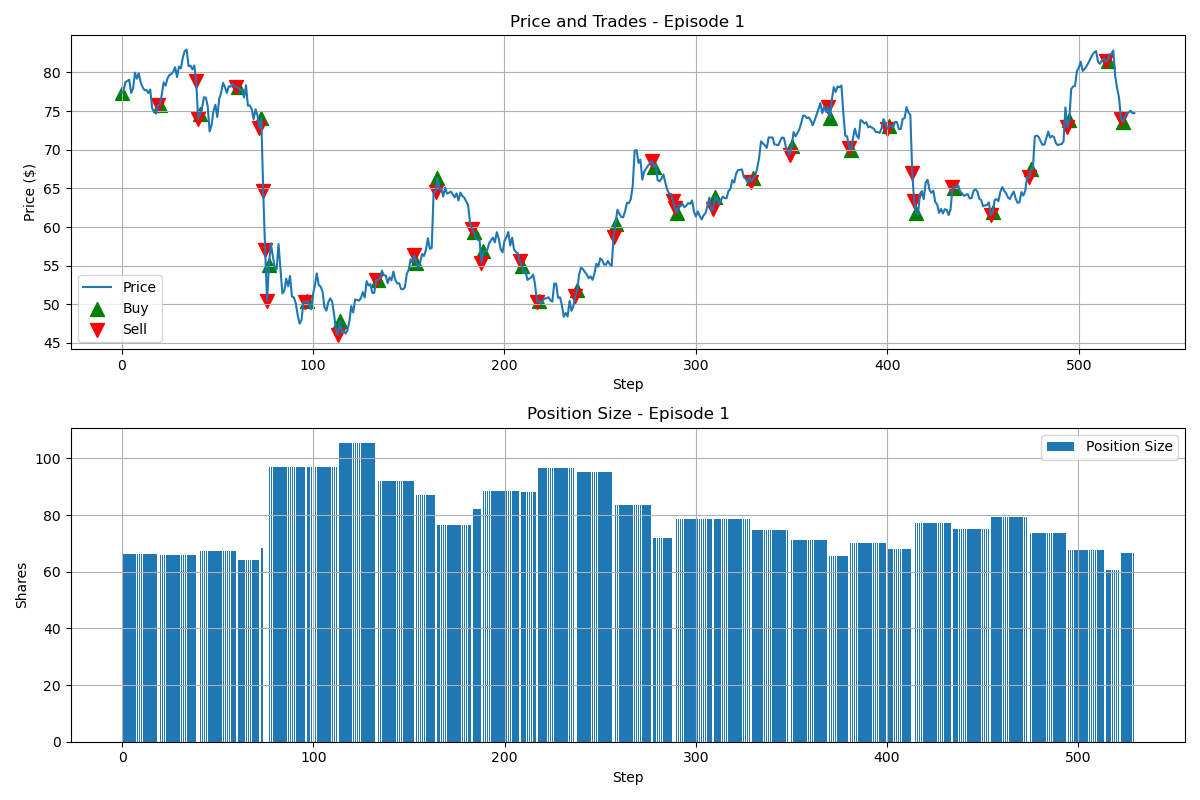 Price and Trades - Episode 1
Price ($)
80
75
70
65
60
55
50
45
Price
Buy
Sell
0
100
200
300
400
500
Step
Position Size - Episode 1
Shares
100
80
60
40
20
0
Position Size
0
100
200
300
400
500
Step